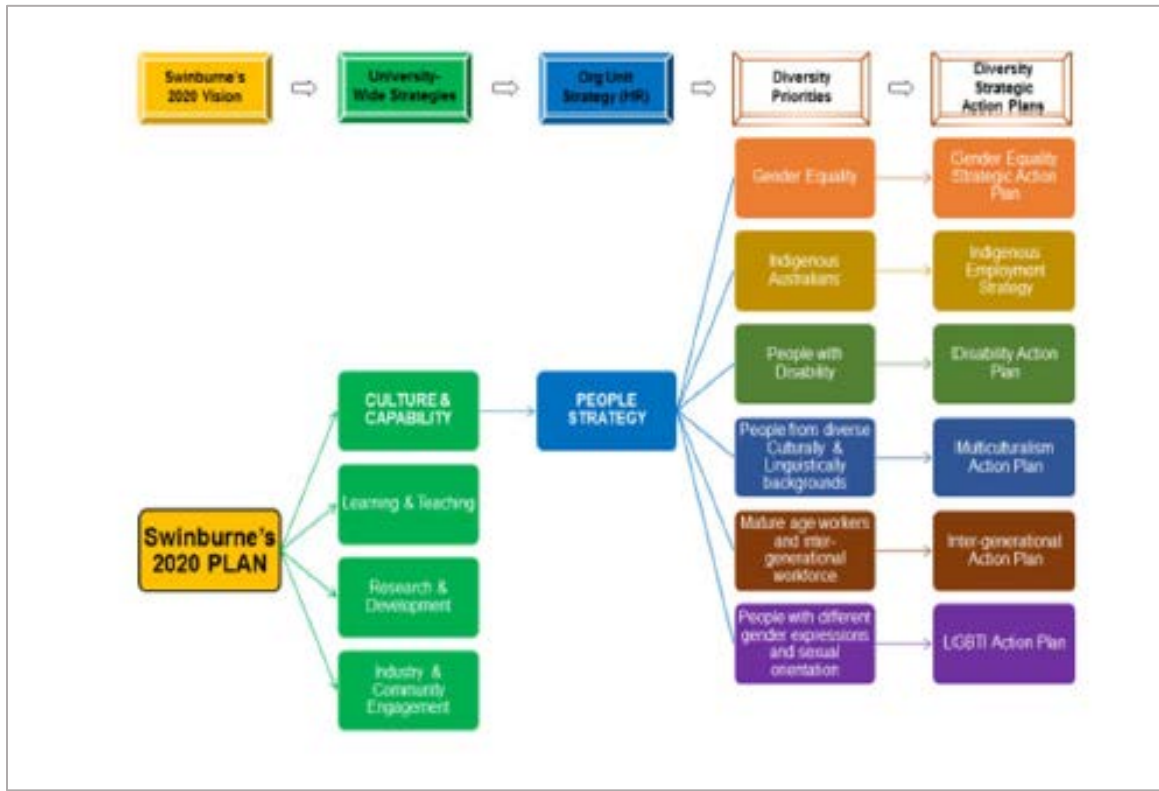 Swinburne's
2020 Vision
University-
Wide Strategies
Org Unit
Strategy (HR)
Diversity
Priorities
Diversity
Strategic
Action Plans
Gender Equality
Gender Equality
Strategic Action
Plan
Indigenous
Australians
Indigenous
Employment
Strategy
People with
Disability
Disability Action
Plan
CULTURE &
CAPABILITY
PEOPLE
STRATEGY
People from diverse
Culturally &
Linguistically
backgrounds
Multiculturalism
Action Plan
Learning & Teaching
Swinburne's
2020 PLAN
Mature age workers
and inter-
generational
workforce
Inter-generational
Action Plan
Research &
Development
People with different
gender expressions
and sexual
orientation
LGBTI Action Plan
Industry &
Community
Engagement